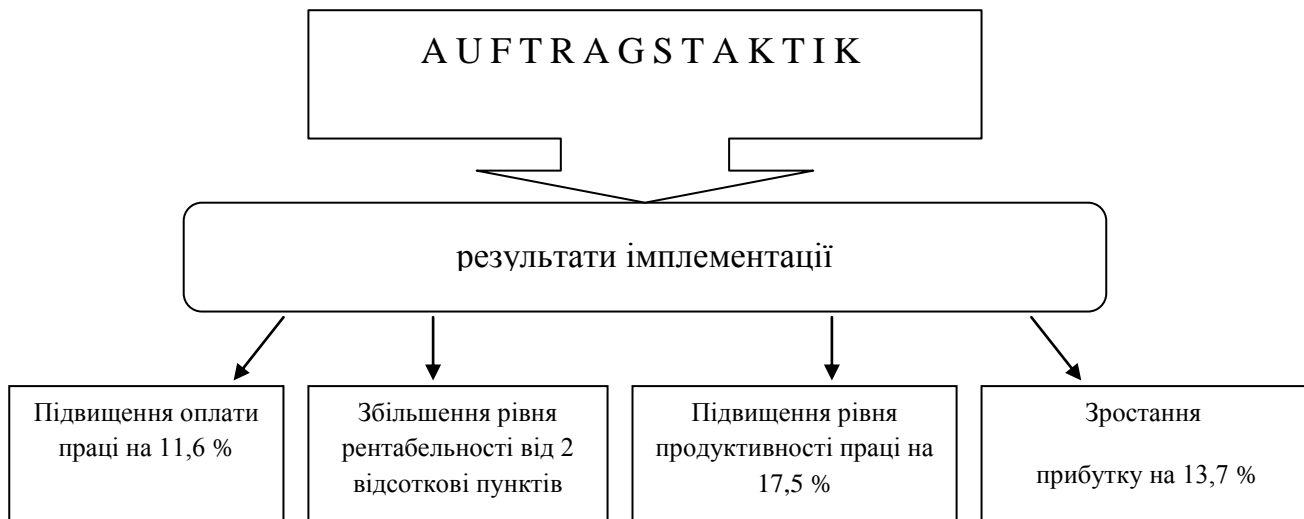 AUFTRAGSTAKTIK
результати імплементації
Підвищення оплати
праці на 11,6 %
Збільшення рівня
рентабельності від 2
відсоткові пунктів
Підвищення рівня
продуктивності праці на
17,5 %
Зростання
прибутку на 13,7 %